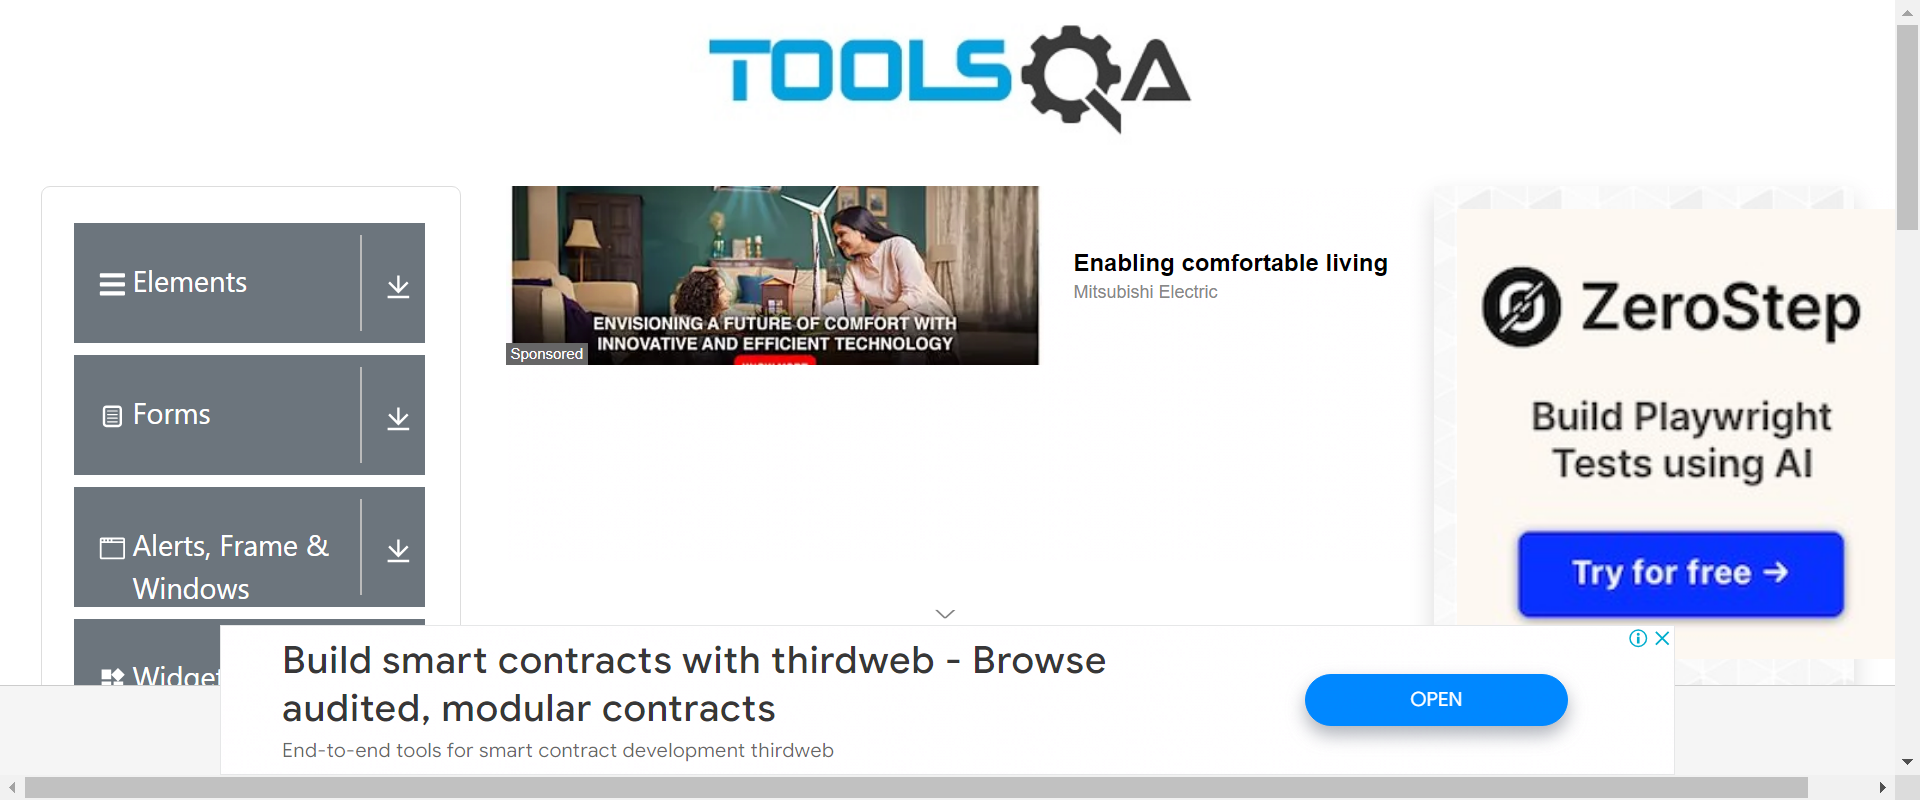 TOOLSQA
Elements
Forms
Alerts, Frame &
Windows
ENVISIONING A FUTURE OF COMFORT WITH
INNOVATIVE AND EFFICIENT TECHNOLOGY
Sponsored
Enabling comfortable living
Mitsubishi Electric
ZeroStep
Build Playwright
Tests using AI
Try for free →
Build smart contracts with thirdweb - Browse
audited, modular contracts
End-to-end tools for smart contract development thirdweb
OPEN